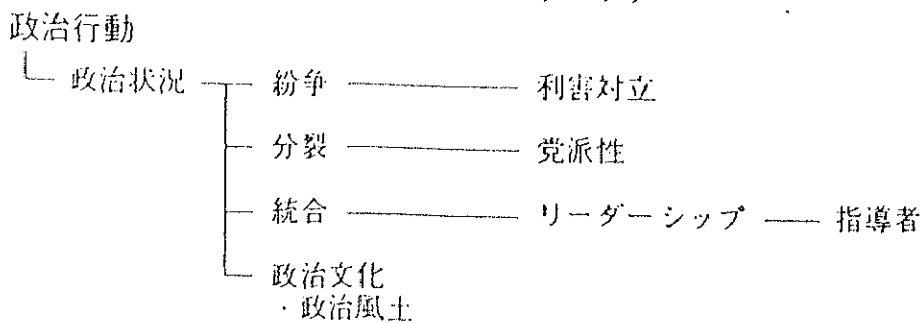 政治行動
政治状況 紛争 利害対立
分裂 党派性
統合 リーダーシップ 指導者
政治文化
・政治風土